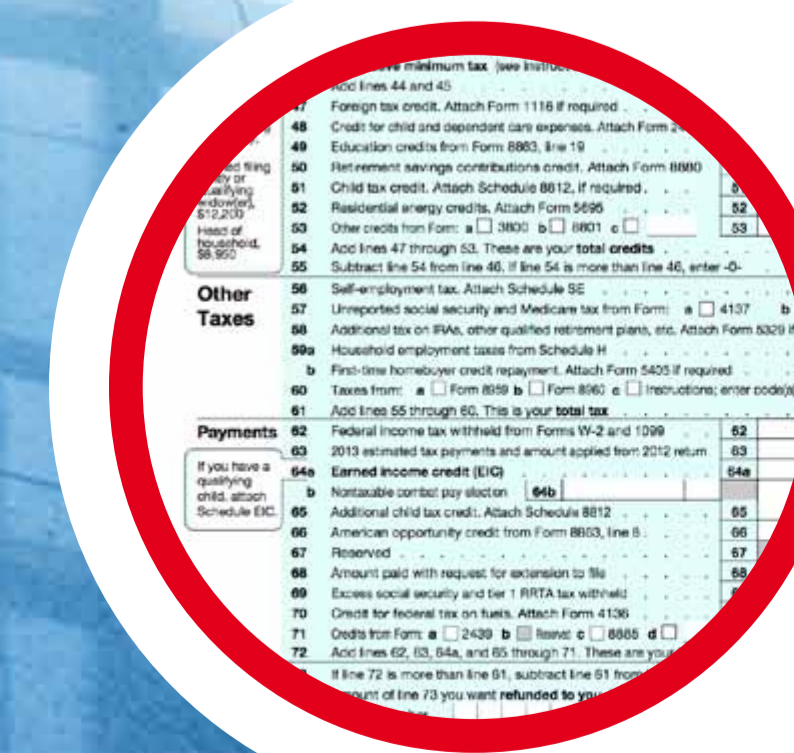 minimum tax (see
Add lines 44 and 45
47 Foreign tax credit. Attach Form 1116 if required
48 Credit for child and dependent care expenses. Attach Form
49 Education credits from Form 8863, line 19
filing
50 Retirement savings contributions credit. Attach Form 8880
or
qualifying
51 Child tax credit. Attach Schedule 8812, if required.
widow(er),
$12,200
52 Residential energy credits. Attach Form 5695 52
Head of
household,
$8,950
53 Other credits from Form: a 3800 b 8801 c 53
54 Add lines 47 through 53. These are your total credits
55 Subtract line 54 from line 46. If line 54 is more than line 46, enter -0-
Other
Taxes
56 Self-employment tax. Attach Schedule SE
57 Unreported social security and Medicare tax from Form: a 4137 b
58 Additional tax on IRAs, other qualified retirement plans, etc. Attach Form 5329 if
59a Household employment taxes from Schedule H
b First-time homebuyer credit repayment. Attach Form 5405 if required
60 Taxes from: a Form 8959 b Form 8960 c Instructions; enter code(s)
61 Add lines 55 through 60. This is your total tax
Payments
62 Federal income tax withheld from Forms W-2 and 1099 62
63 2013 estimated tax payments and amount applied from 2012 return 63
If you have a
qualifying
child, attach
Schedule EIC.
64a Earned income credit (EIC) 64a
b Nontaxable combat pay election 64b
65 Additional child tax credit. Attach Schedule 8812 65
66 American opportunity credit from Form 8863, line 8 66
67 Reserved 67
68 Amount paid with request for extension to file 68
69 Excess social security and tier 1 RRTA tax withheld
70 Credit for federal tax on fuels. Attach Form 4136
71 Credits from Form: a 2439 b Reserved c 8885 d
72 Add lines 62, 63, 64a, and 65 through 71. These are your
If line 72 is more than line 61, subtract line 61 from
of line 73 you want refunded to you